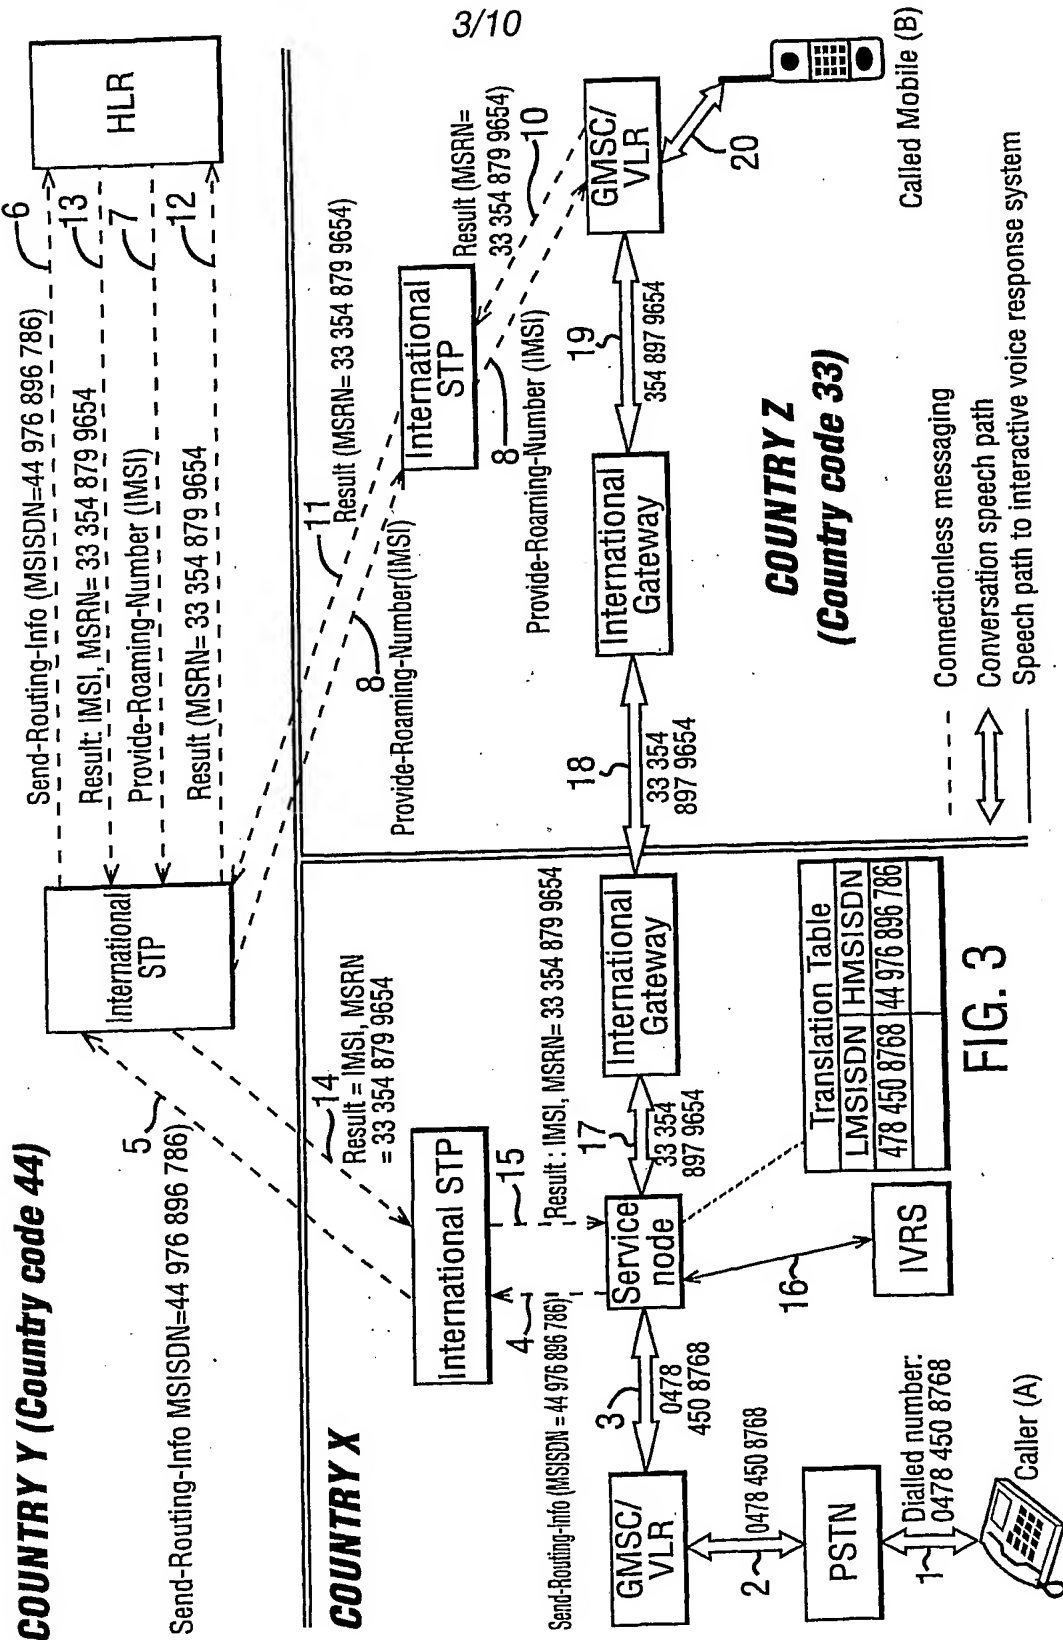 3/10
COUNTRY Y (Country code 44)
Send-Routing-Info MSISDN=44 976 896 786)
5
International
STP
Send-Routing-Info (MSISDN=44 976 896 786)
6
Result: IMSI, MSRN= 33 354 879 9654
13
Provide-Roaming-Number (IMSI)
7
Result (MSRN= 33 354 879 9654
12
HLR
COUNTRY X
14
Result = IMSI, MSRN
= 33 354 879 9654
International STP
15
4
Result : IMSI, MSRN= 33 354 879 9654
Send-Routing-Info (MSISDN = 44 976 896 786)
GMSC/
VLR
3
0478
450 8768
Service
node
17
33 354
897 9654
International
Gateway
2
0478 450 8768
PSTN
1
Dialled number:
0478 450 8768
Caller (A)
16
IVRS
Translation Table
LMSISDN
HMSISDN
478 450 8768
44 976 896 786
11
Result (MSRN= 33 354 879 9654)
8
Provide-Roaming-Number(IMSI)
International
STP
Result (MSRN=
33 354 879 9654)
10
8
Provide-Roaming-Number (IMSI)
18
33 354
897 9654
International
Gateway
19
354 897 9654
GMSC/
VLR
20
Called Mobile (B)
COUNTRY Z
(Country code 33)
Connectionless messaging
Conversation speech path
Speech path to interactive voice response system
FIG. 3